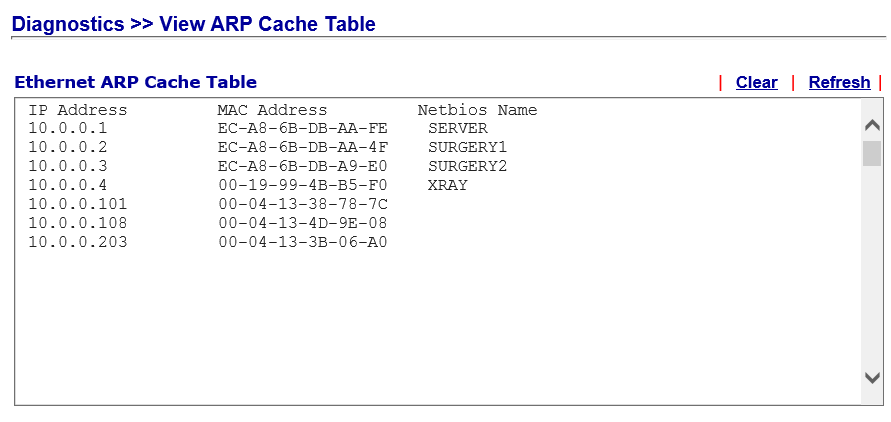 Diagnostics >> View ARP Cache Table
Ethernet ARP Cache Table | Clear | Refresh |
IP Address MAC Address Netbios Name
10.0.0.1 EC-A8-6B-DB-AA-FE SERVER
10.0.0.2 EC-A8-6B-DB-AA-4F SURGERY1
10.0.0.3 EC-A8-6B-DB-A9-E0 SURGERY2
10.0.0.4 00-19-99-4B-B5-F0 XRAY
10.0.0.101 00-04-13-38-78-7C
10.0.0.108 00-04-13-4D-9E-08
10.0.0.203 00-04-13-3B-06-A0